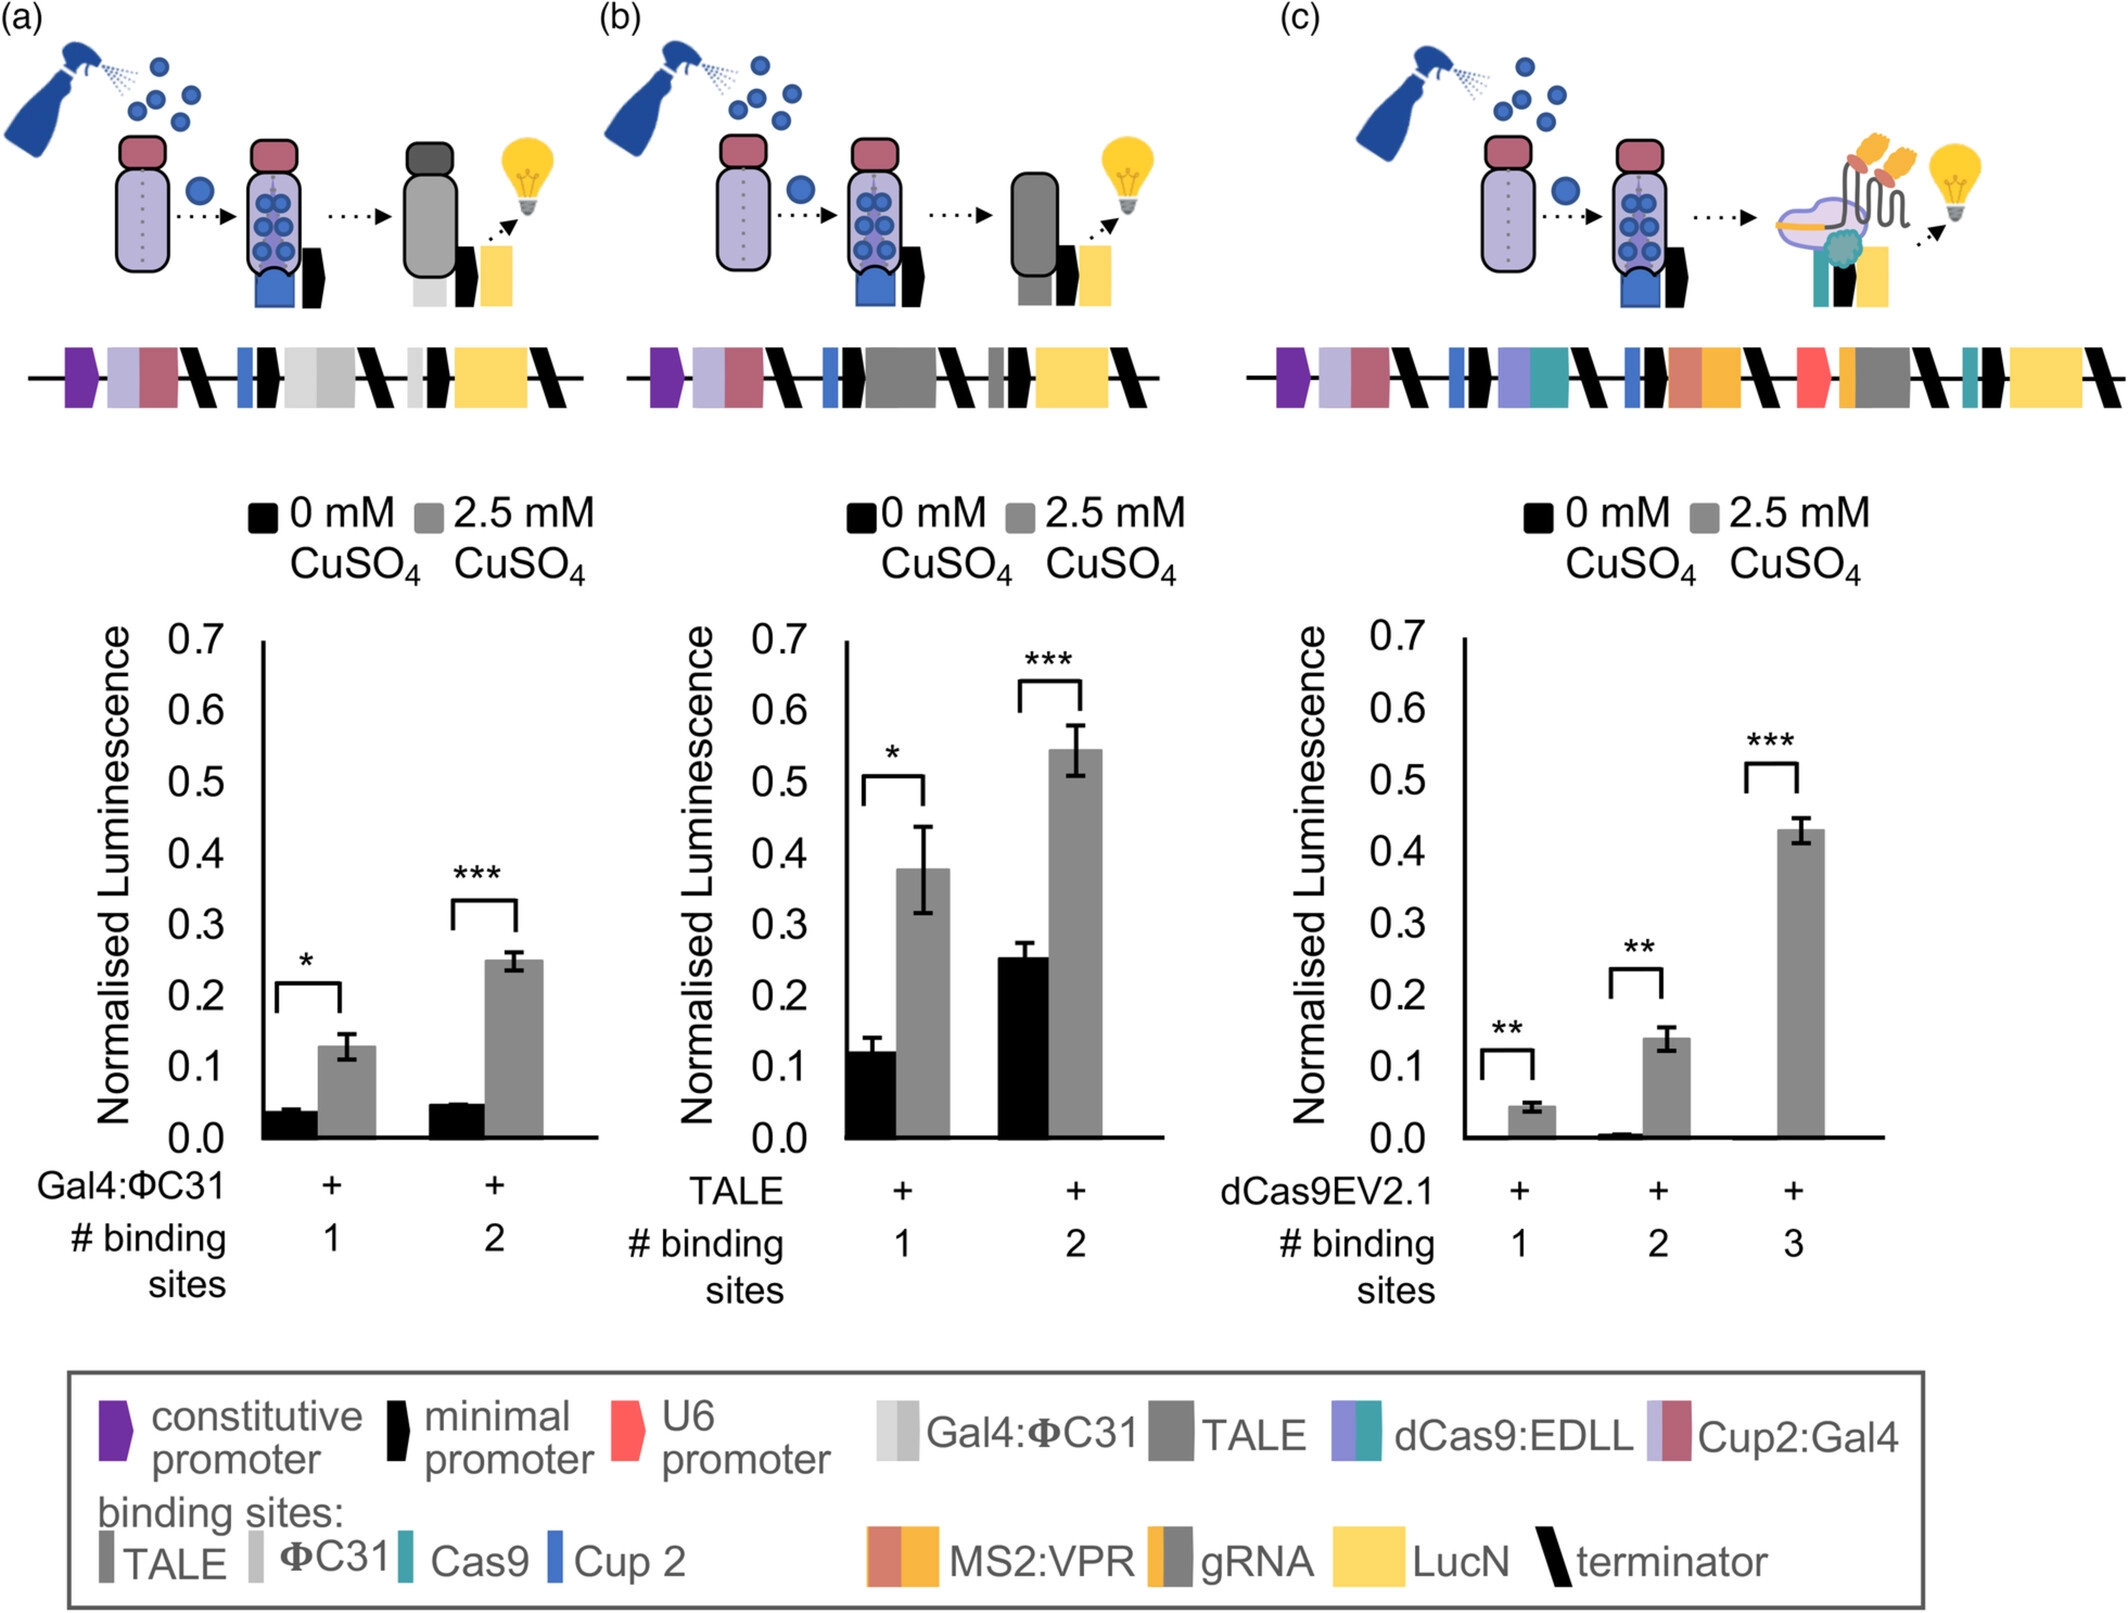 (a)
(b)
(c)
0 mM CuSO4
2.5 mM CuSO4
0 mM CuSO4
2.5 mM CuSO4
0 mM CuSO4
2.5 mM CuSO4
Normalised Luminescence
0.7
0.6
0.5
0.4
0.3
0.2
0.1
0.0
*
***
Gal4:ΦC31 + +
# binding sites 1 2
Normalised Luminescence
0.7
0.6
0.5
0.4
0.3
0.2
0.1
0.0
*
***
TALE + +
# binding sites 1 2
Normalised Luminescence
0.7
0.6
0.5
0.4
0.3
0.2
0.1
0.0
**
**
***
dCas9EV2.1 + + +
# binding sites 1 2 3
constitutive promoter
minimal promoter
U6 promoter
Gal4:ΦC31
TALE
dCas9:EDLL
Cup2:Gal4
binding sites:
TALE
ΦC31
Cas9
Cup 2
MS2:VPR
gRNA
LucN
terminator